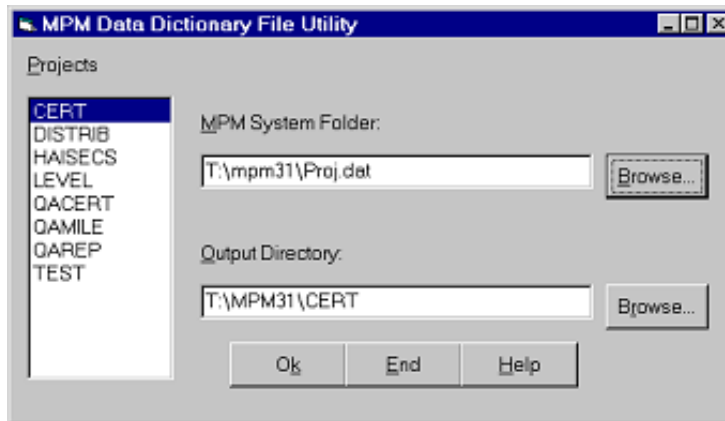 MPM Data Dictionary File Utility
Projects
CERT
DISTRIB
HAISECS
LEVEL
QACERT
QAMILE
QAREP
TEST
MPM System Folder:
T:\mpm31\Proj.dat
Browse...
Output Directory:
T:\MPM31\CERT
Browse...
Ok
End
Help